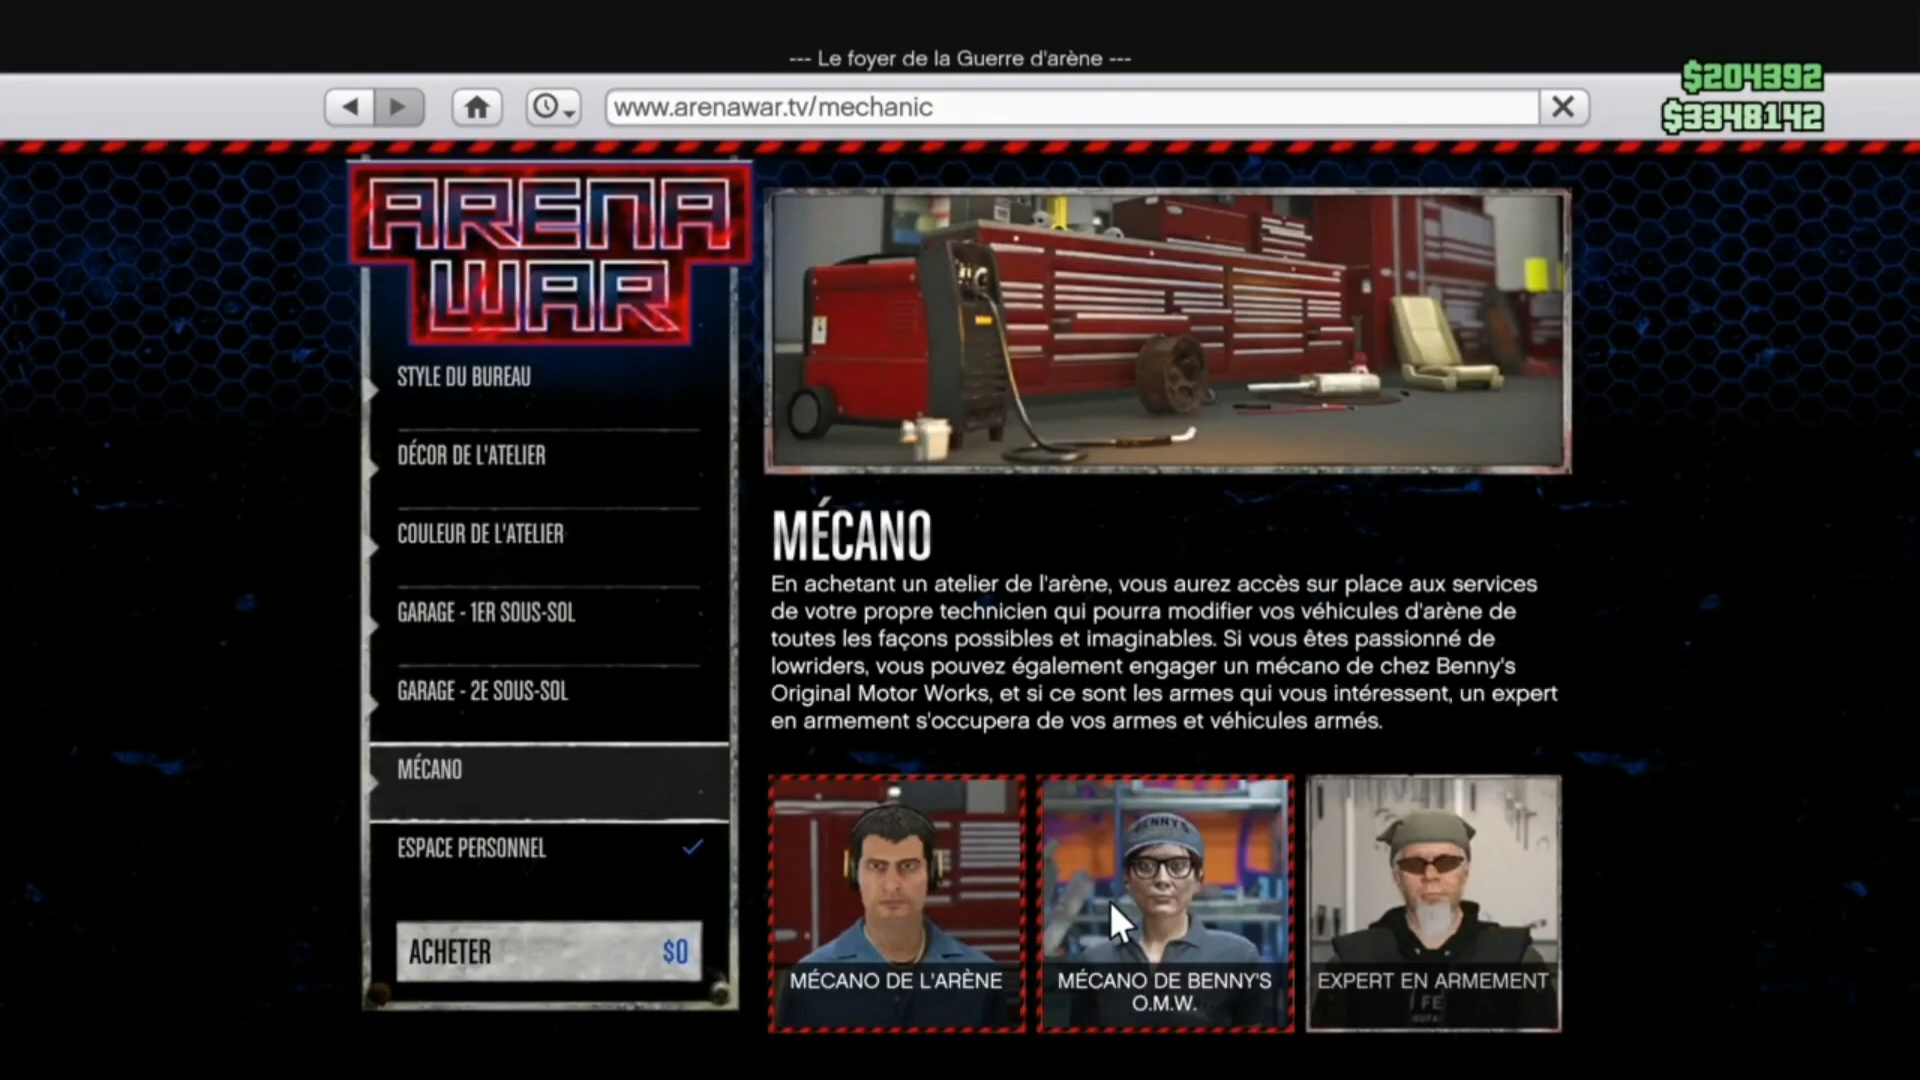 --- Le foyer de la Guerre d'arène ---
$204392
www.arenawar.tv/mechanic
$3348142
ARENA
WAR
STYLE DU BUREAU
DÉCOR DE L'ATELIER
COULEUR DE L'ATELIER
GARAGE - 1ER SOUS-SOL
GARAGE - 2E SOUS-SOL
MÉCANO
ESPACE PERSONNEL
ACHETER $0
MÉCANO
En achetant un atelier de l'arène, vous aurez accès sur place aux services
de votre propre technicien qui pourra modifier vos véhicules d'arène de
toutes les façons possibles et imaginables. Si vous êtes passionné de
lowriders, vous pouvez également engager un mécano de chez Benny's
Original Motor Works, et si ce sont les armes qui vous intéressent, un expert
en armement s'occupera de vos armes et véhicules armés.
MÉCANO DE L'ARÈNE
BENNY'S
MÉCANO DE BENNY'S
O.M.W.
EXPERT EN ARMEMENT